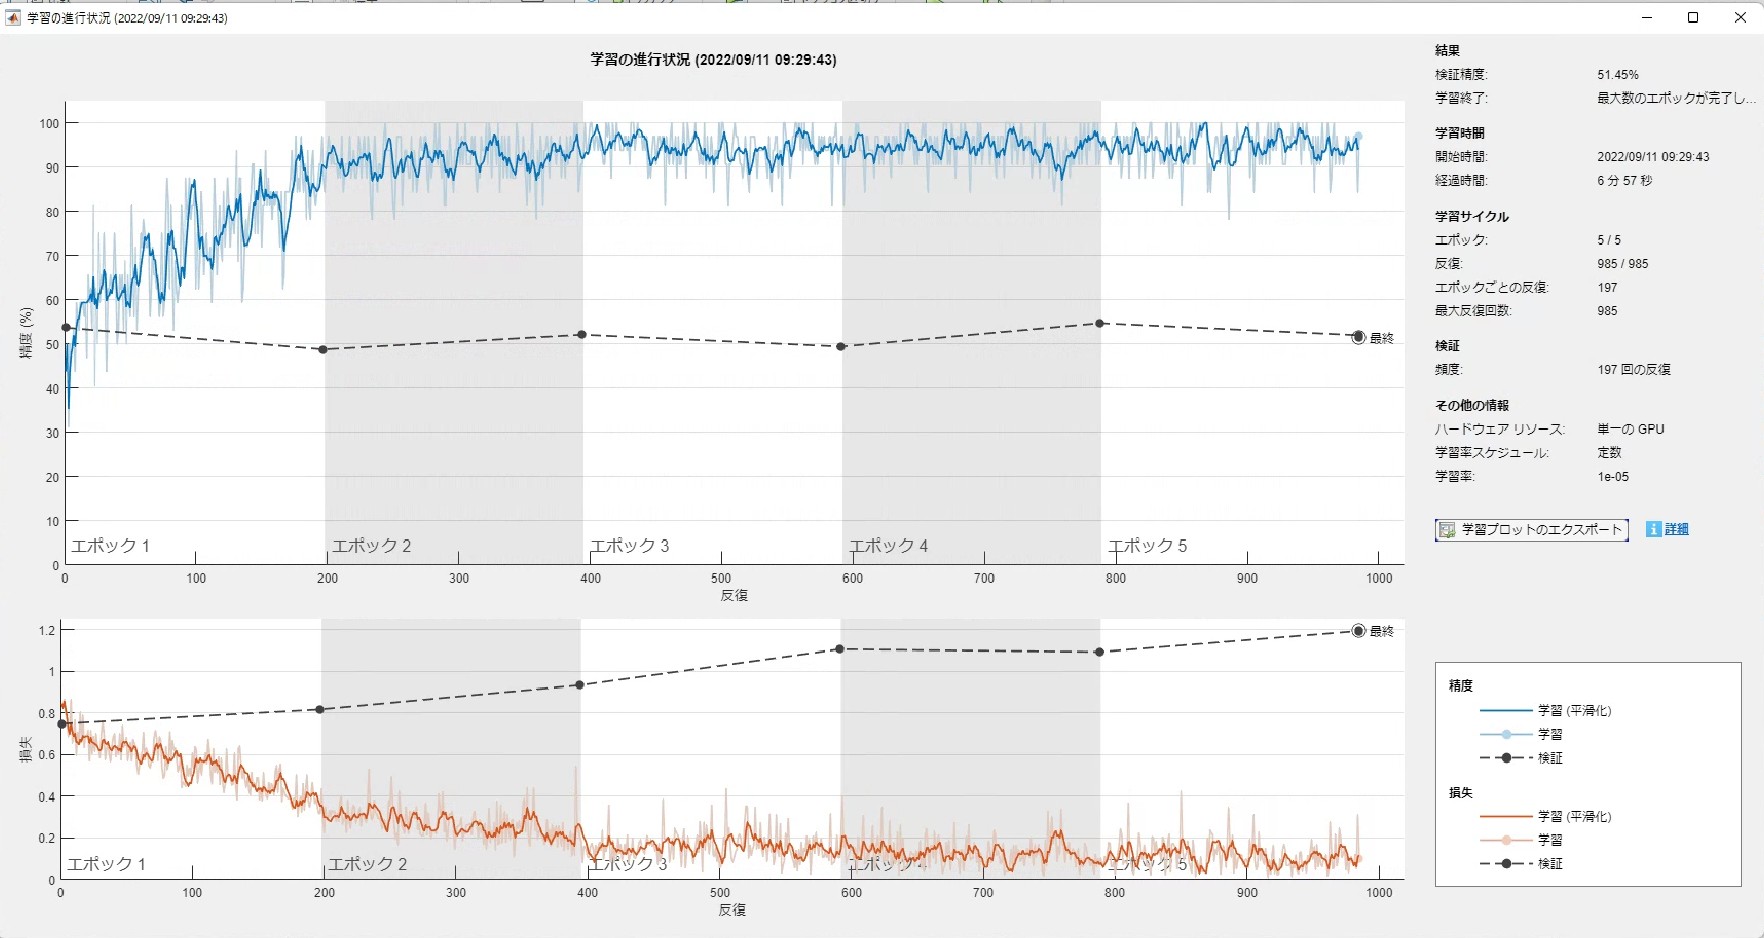 学習の進行状況 (2022/09/11 09:29:43)
学習の進行状況 (2022/09/11 09:29:43)
精度 (%)
100
90
80
70
60
50
40
30
20
10
0
最終
エポック 1
エポック 2
エポック 3
エポック 4
エポック 5
0
100
200
300
400
500
600
700
800
900
1000
反復
損失
1.2
1
0.8
0.6
0.4
0.2
0
最終
エポック 1
エポック 2
エポック 3
エポック 4
エポック 5
0
100
200
300
400
500
600
700
800
900
1000
反復
結果
検証精度: 51.45%
学習終了: 最大数のエポックが完了し...
学習時間
開始時間: 2022/09/11 09:29:43
経過時間: 6 分 57 秒
学習サイクル
エポック: 5 / 5
反復: 985 / 985
エポックごとの反復: 197
最大反復回数: 985
検証
頻度: 197 回の反復
その他の情報
ハードウェア リソース: 単一の GPU
学習率スケジュール: 定数
学習率: 1e-05
学習プロットのエクスポート
i 詳細
精度
学習 (平滑化)
学習
検証
損失
学習 (平滑化)
学習
検証